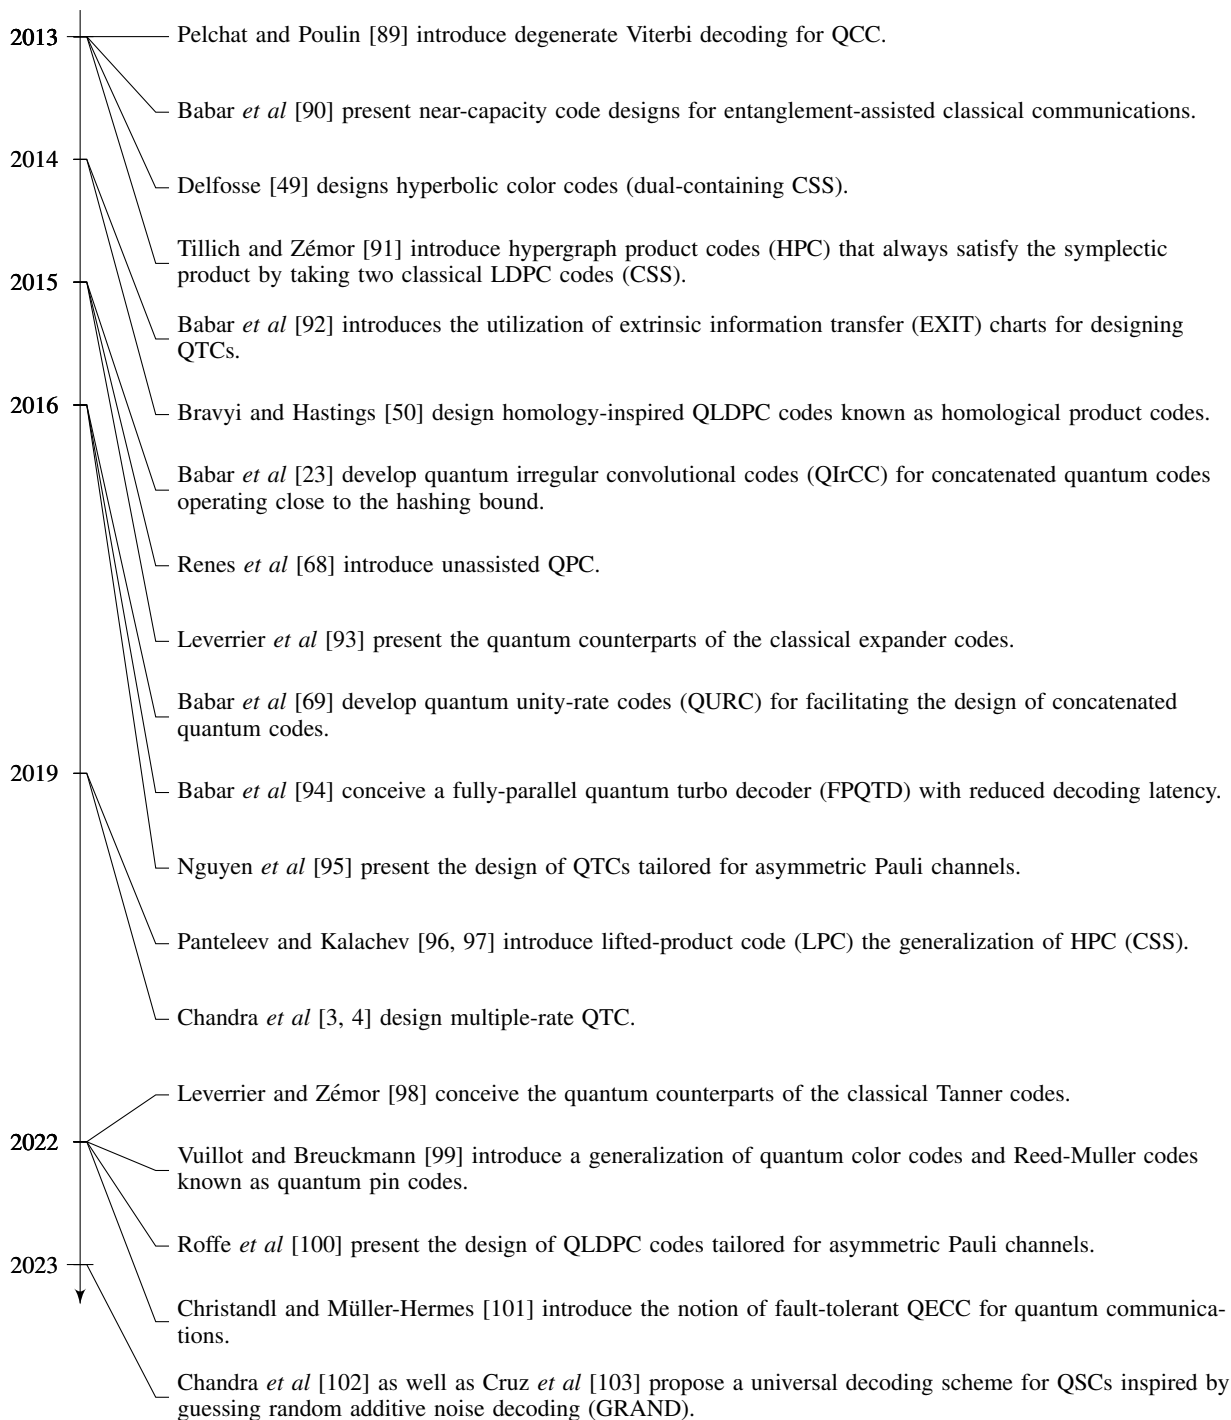 2013
Pelchat and Poulin [89] introduce degenerate Viterbi decoding for QCC.
Babar et al [90] present near-capacity code designs for entanglement-assisted classical communications.
2014
Delfosse [49] designs hyperbolic color codes (dual-containing CSS).
Tillich and Zémor [91] introduce hypergraph product codes (HPC) that always satisfy the symplectic
product by taking two classical LDPC codes (CSS).
2015
Babar et al [92] introduces the utilization of extrinsic information transfer (EXIT) charts for designing
QTCs.
2016
Bravyi and Hastings [50] design homology-inspired QLDPC codes known as homological product codes.
Babar et al [23] develop quantum irregular convolutional codes (QIrCC) for concatenated quantum codes
operating close to the hashing bound.
Renes et al [68] introduce unassisted QPC.
Leverrier et al [93] present the quantum counterparts of the classical expander codes.
Babar et al [69] develop quantum unity-rate codes (QURC) for facilitating the design of concatenated
quantum codes.
2019
Babar et al [94] conceive a fully-parallel quantum turbo decoder (FPQTD) with reduced decoding latency.
Nguyen et al [95] present the design of QTCs tailored for asymmetric Pauli channels.
Panteleev and Kalachev [96, 97] introduce lifted-product code (LPC) the generalization of HPC (CSS).
Chandra et al [3, 4] design multiple-rate QTC.
Leverrier and Zémor [98] conceive the quantum counterparts of the classical Tanner codes.
2022
Vuillot and Breuckmann [99] introduce a generalization of quantum color codes and Reed-Muller codes
known as quantum pin codes.
Roffe et al [100] present the design of QLDPC codes tailored for asymmetric Pauli channels.
2023
Christandl and Müller-Hermes [101] introduce the notion of fault-tolerant QECC for quantum communica-
tions.
Chandra et al [102] as well as Cruz et al [103] propose a universal decoding scheme for QSCs inspired by
guessing random additive noise decoding (GRAND).